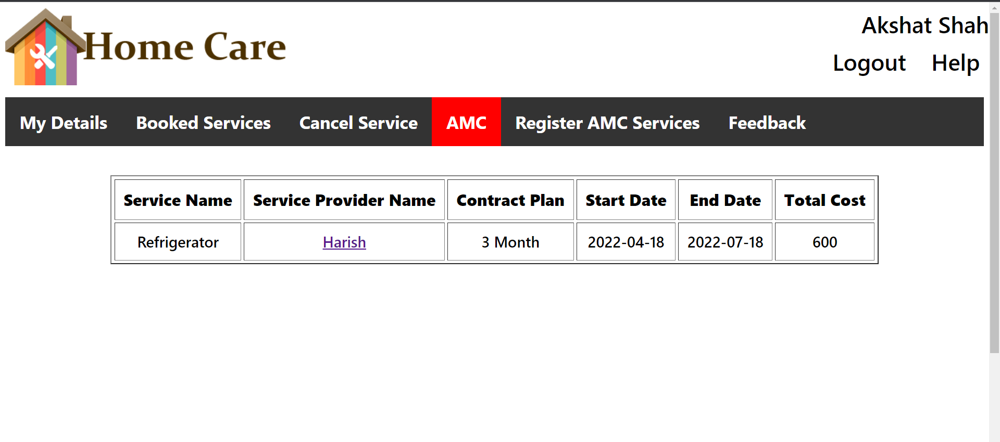 Home Care
Akshat Shah
Logout Help
My Details Booked Services Cancel Service AMC Register AMC Services Feedback
Service Name Service Provider Name Contract Plan Start Date End Date Total Cost
Refrigerator Harish 3 Month 2022-04-18 2022-07-18 600